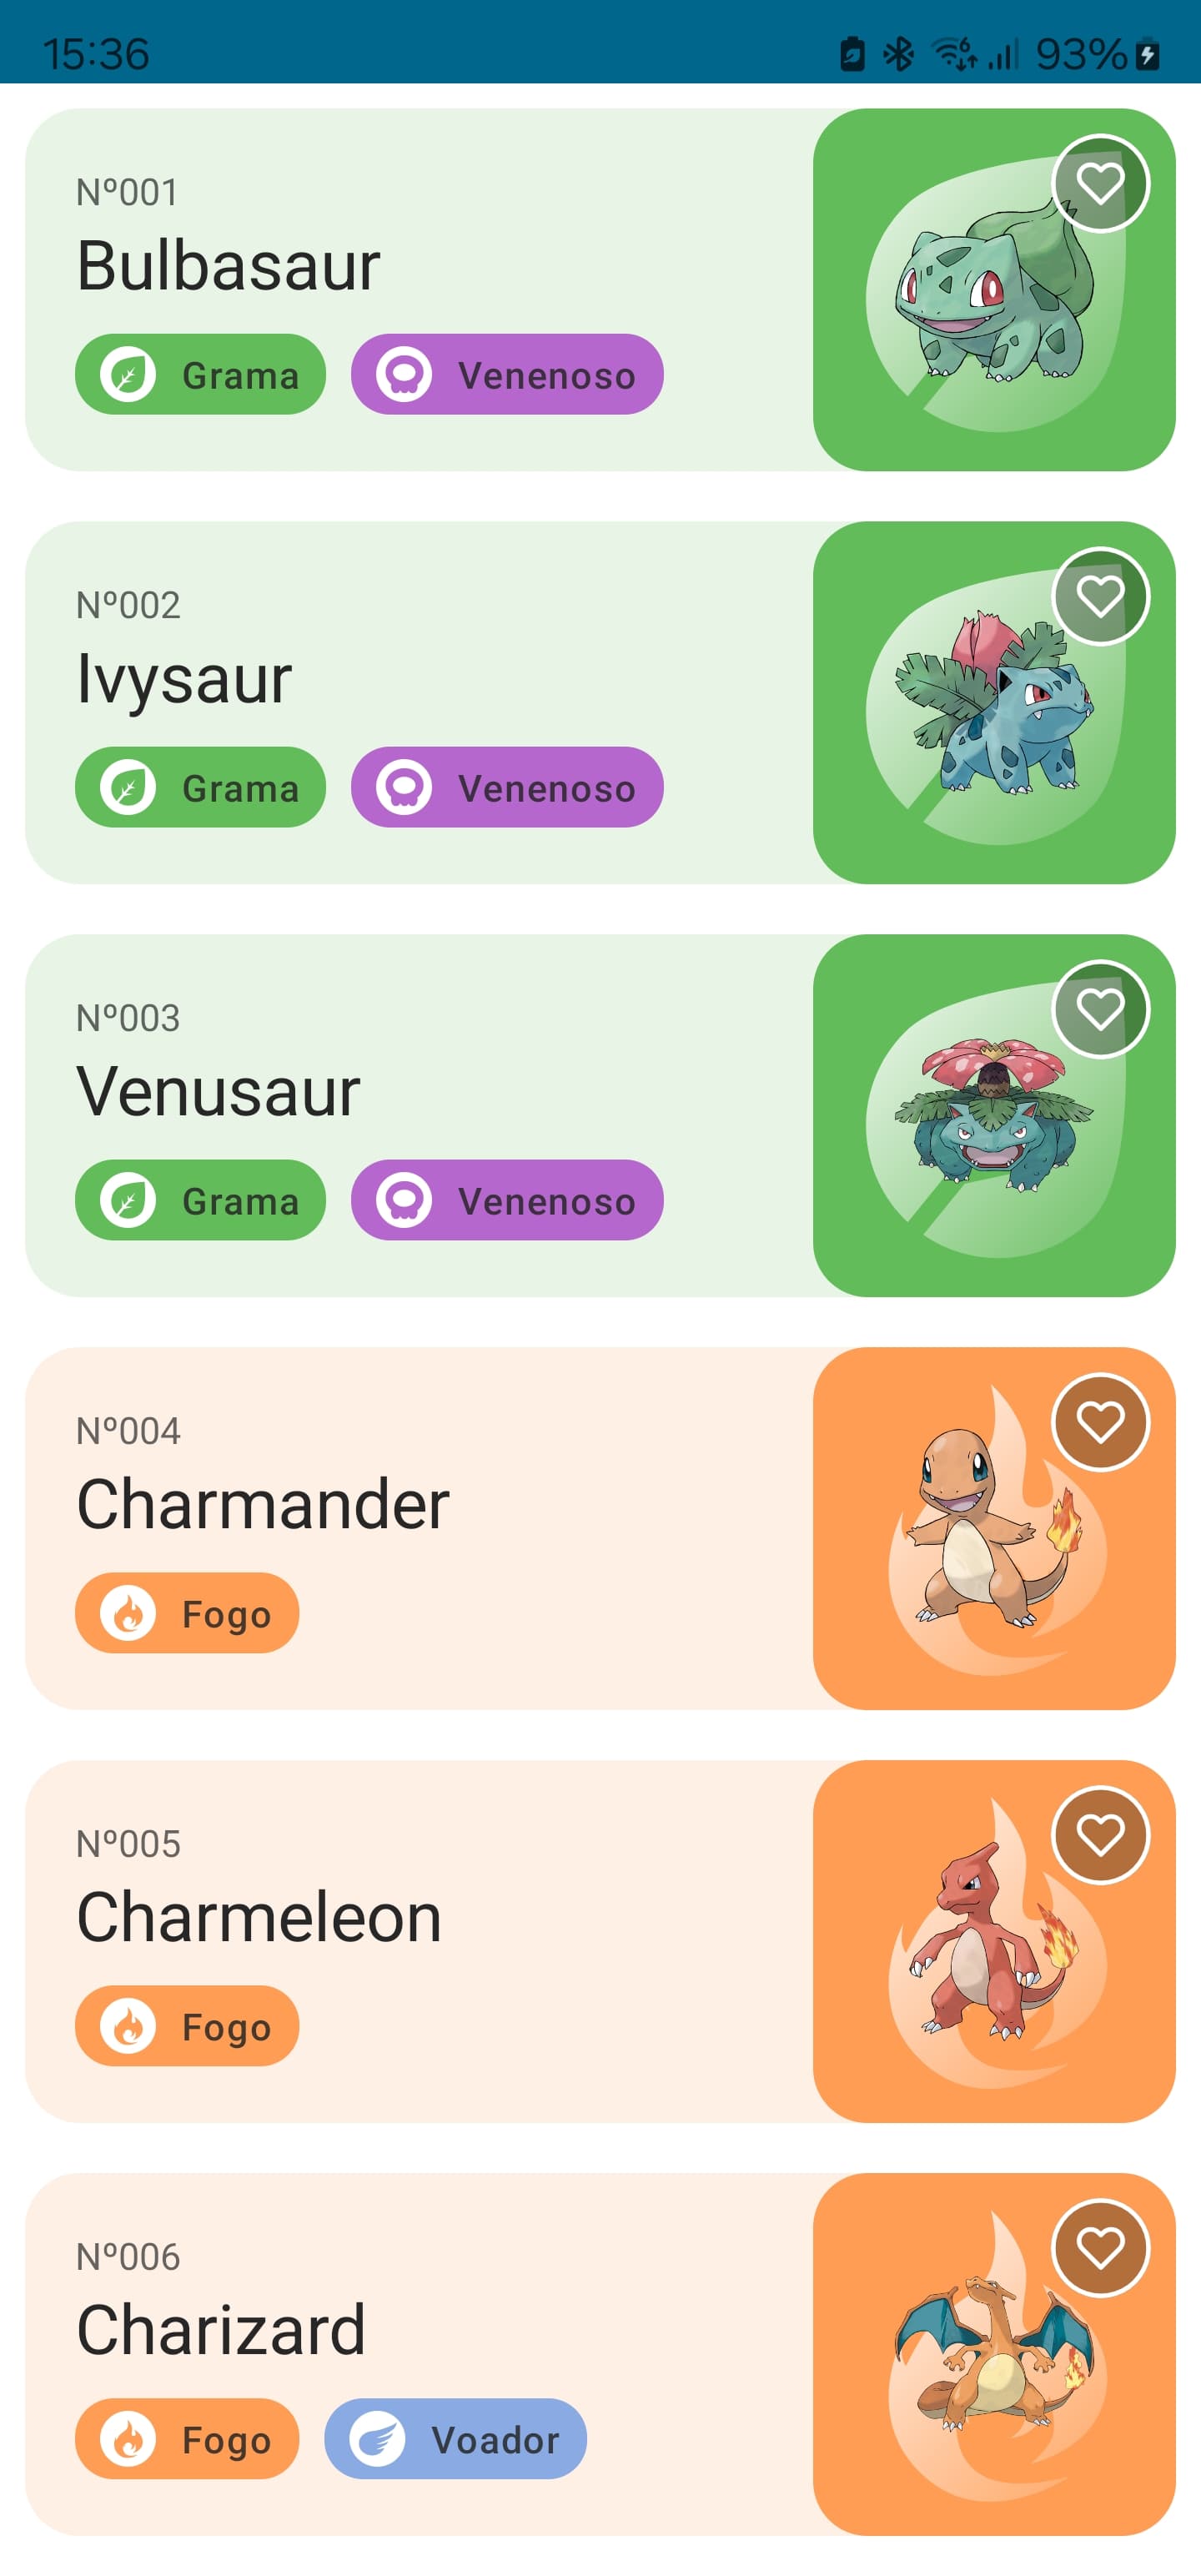 15:36 93%
Nº001
Bulbasaur
Grama Venenoso
Nº002
Ivysaur
Grama Venenoso
Nº003
Venusaur
Grama Venenoso
Nº004
Charmander
Fogo
Nº005
Charmeleon
Fogo
Nº006
Charizard
Fogo Voador